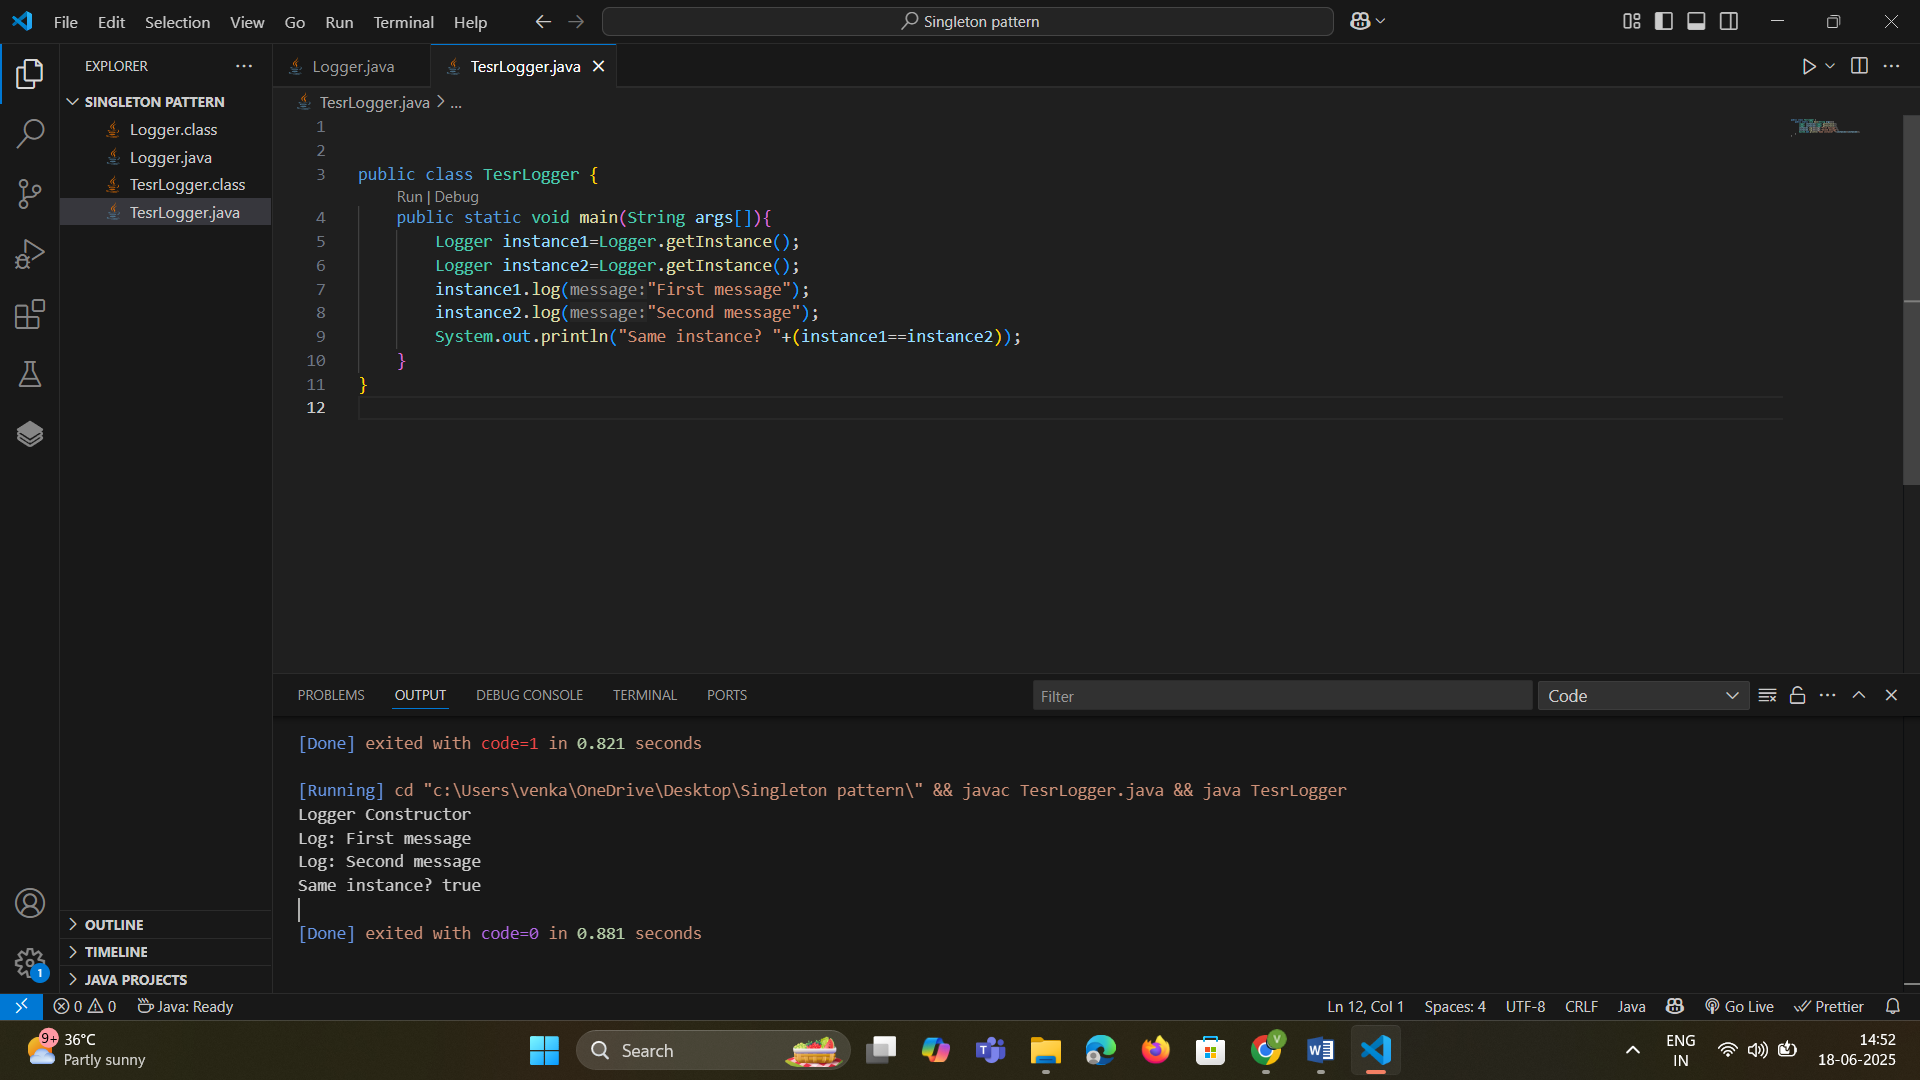 File Edit Selection View Go Run Terminal Help
Singleton pattern
EXPLORER
SINGLETON PATTERN
Logger.class
Logger.java
TesrLogger.class
TesrLogger.java
OUTLINE
TIMELINE
JAVA PROJECTS
1
Logger.java TesrLogger.java
TesrLogger.java > ...
1
2
3 public class TesrLogger {
Run | Debug
4 public static void main(String args[]){
5 Logger instance1=Logger.getInstance();
6 Logger instance2=Logger.getInstance();
7 instance1.log(message:"First message");
8 instance2.log(message:"Second message");
9 System.out.println("Same instance? "+(instance1==instance2));
10 }
11 }
12
PROBLEMS OUTPUT DEBUG CONSOLE TERMINAL PORTS
Filter
Code
[Done] exited with code=1 in 0.821 seconds
[Running] cd "c:\Users\venka\OneDrive\Desktop\Singleton pattern\" && javac TesrLogger.java && java TesrLogger
Logger Constructor
Log: First message
Log: Second message
Same instance? true
[Done] exited with code=0 in 0.881 seconds
0 0 Java: Ready
Ln 12, Col 1 Spaces: 4 UTF-8 CRLF Java Go Live Prettier
9+
36°C
Partly sunny
Search
V
ENG
IN
14:52
18-06-2025